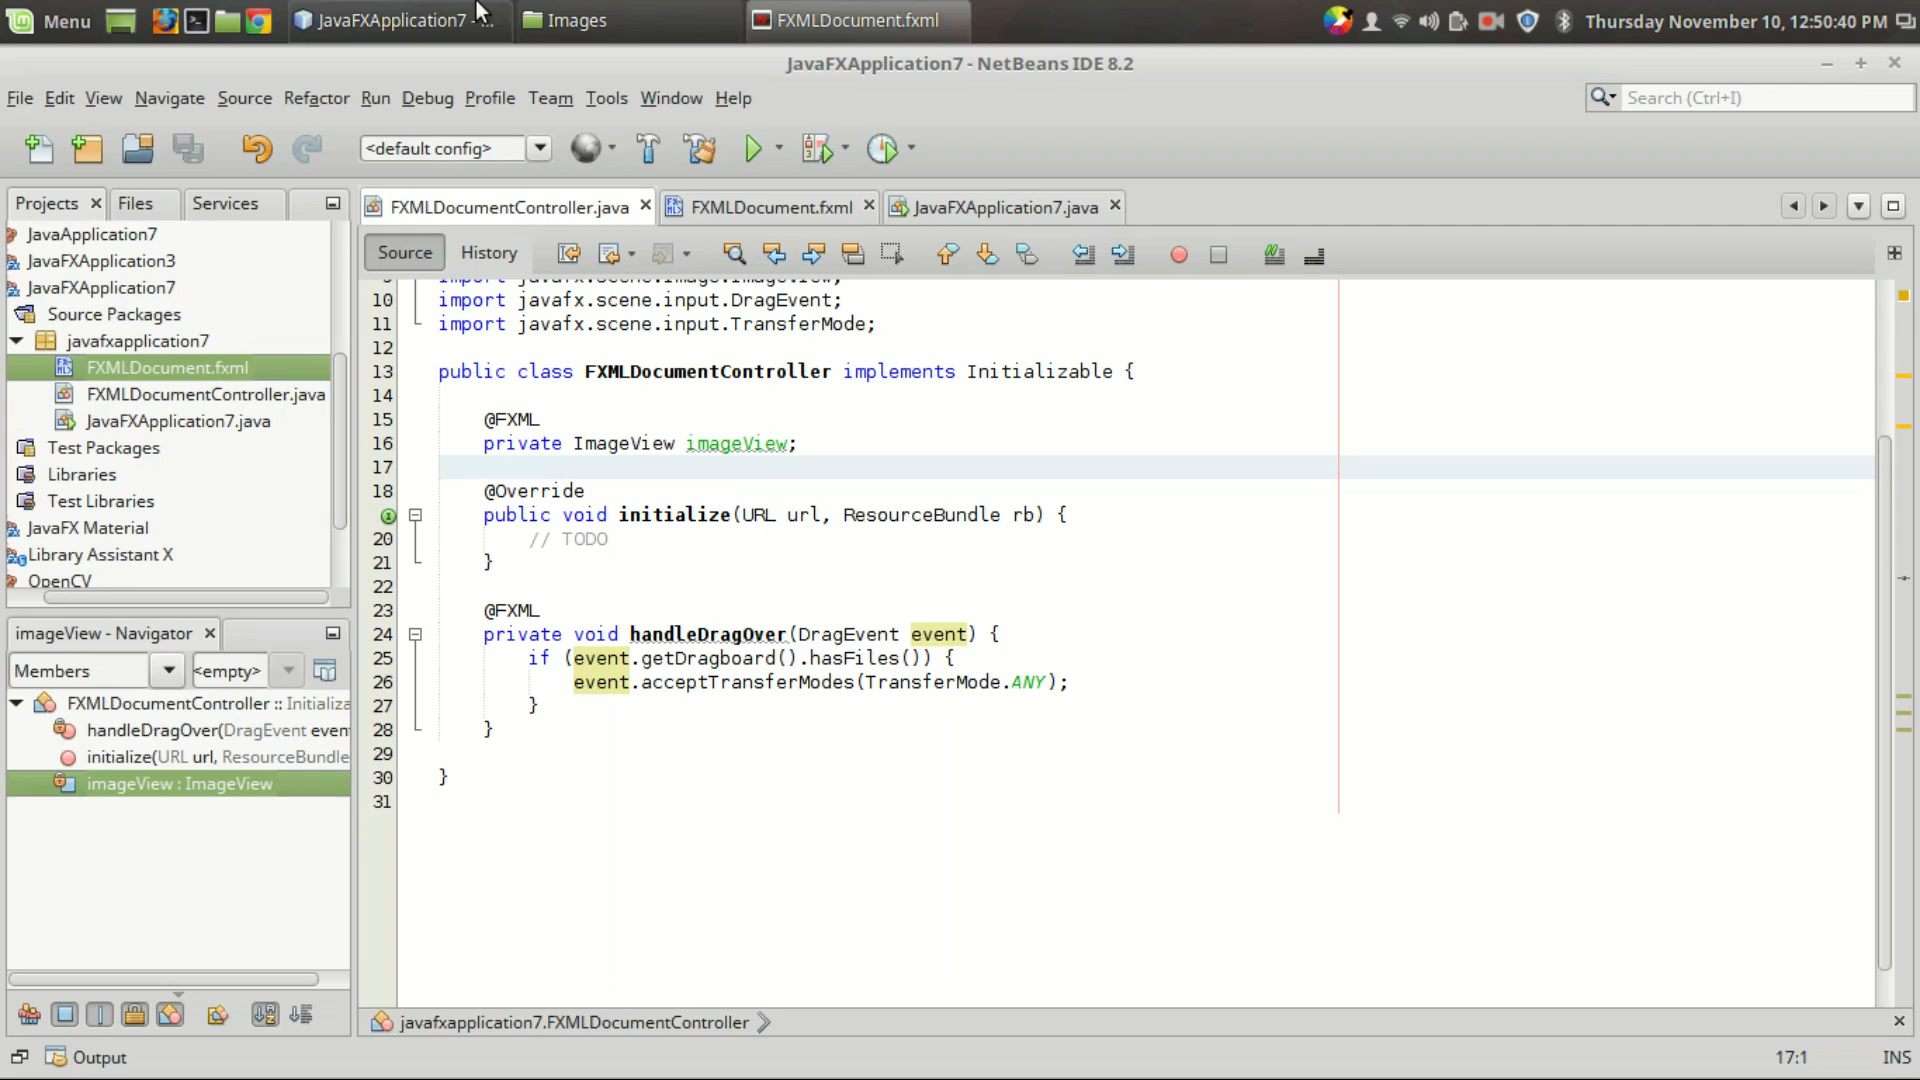 Menu
JavaFXApplication7 - ...
Images
FXMLDocument.fxml
Thursday November 10, 12:50:40 PM
JavaFXApplication7 - NetBeans IDE 8.2
File Edit View Navigate Source Refactor Run Debug Profile Team Tools Window Help
Search (Ctrl+I)
<default config>
Projects
Files
Services
FXMLDocumentController.java
FXMLDocument.fxml
JavaFXApplication7.java
Source
History
JavaApplication7
JavaFXApplication3
JavaFXApplication7
Source Packages
javafxapplication7
FXMLDocument.fxml
FXMLDocumentController.java
JavaFXApplication7.java
Test Packages
Libraries
Test Libraries
JavaFX Material
Library Assistant X
OpenCV
imageView - Navigator
Members
<empty>
FXMLDocumentController :: Initializa
handleDragOver(DragEvent even
initialize(URL url, ResourceBundle
imageView : ImageView
9 import javafx.scene.image.ImageView;
10 import javafx.scene.input.DragEvent;
11 import javafx.scene.input.TransferMode;
12
13 public class FXMLDocumentController implements Initializable {
14
15 @FXML
16 private ImageView imageView;
17
18 @Override
public void initialize(URL url, ResourceBundle rb) {
20 // TODO
21 }
22
23 @FXML
24 private void handleDragOver(DragEvent event) {
25 if (event.getDragboard().hasFiles()) {
26 event.acceptTransferModes(TransferMode.ANY);
27 }
28 }
29
30 }
31
javafxapplication7.FXMLDocumentController
Output
17:1
INS